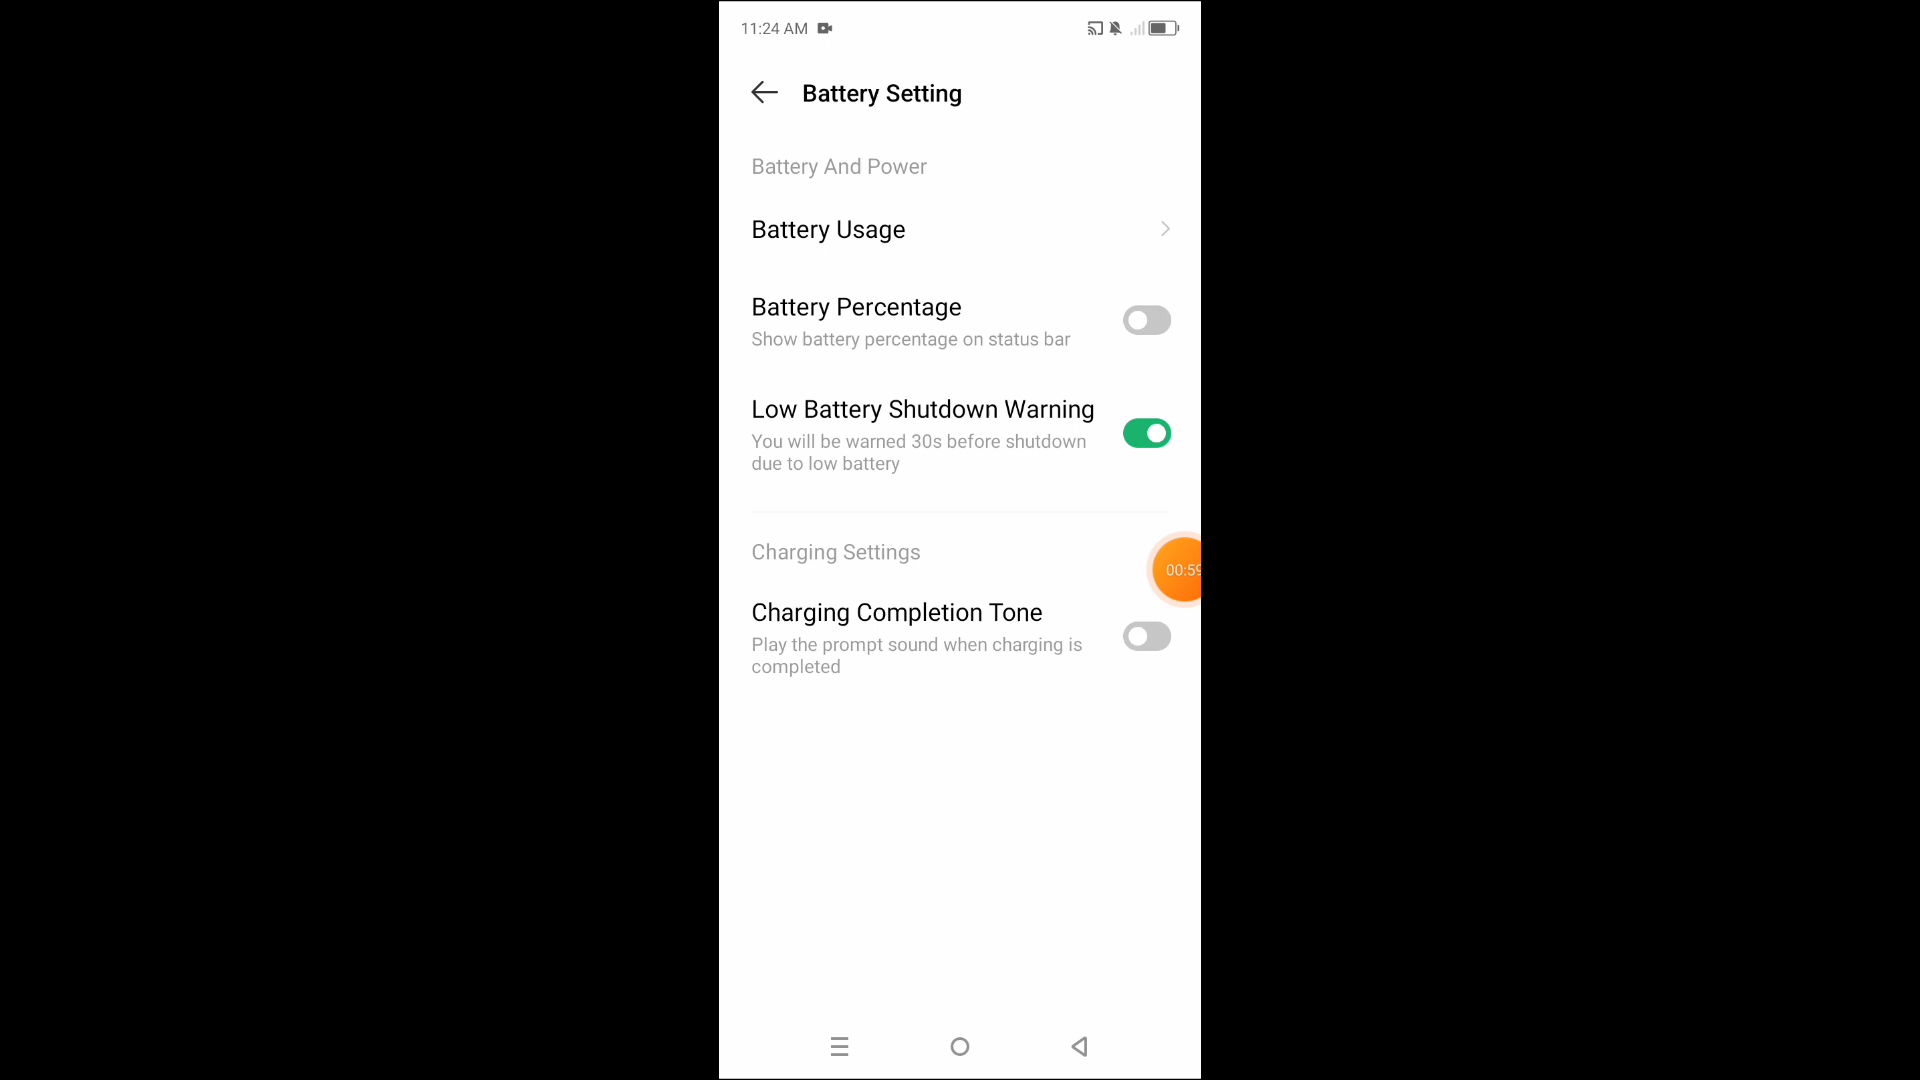 11:24 AM
Battery Setting
Battery And Power
Battery Usage
Battery Percentage
Show battery percentage on status bar
Low Battery Shutdown Warning
You will be warned 30s before shutdown
due to low battery
Charging Settings
00:59
Charging Completion Tone
Play the prompt sound when charging is
completed